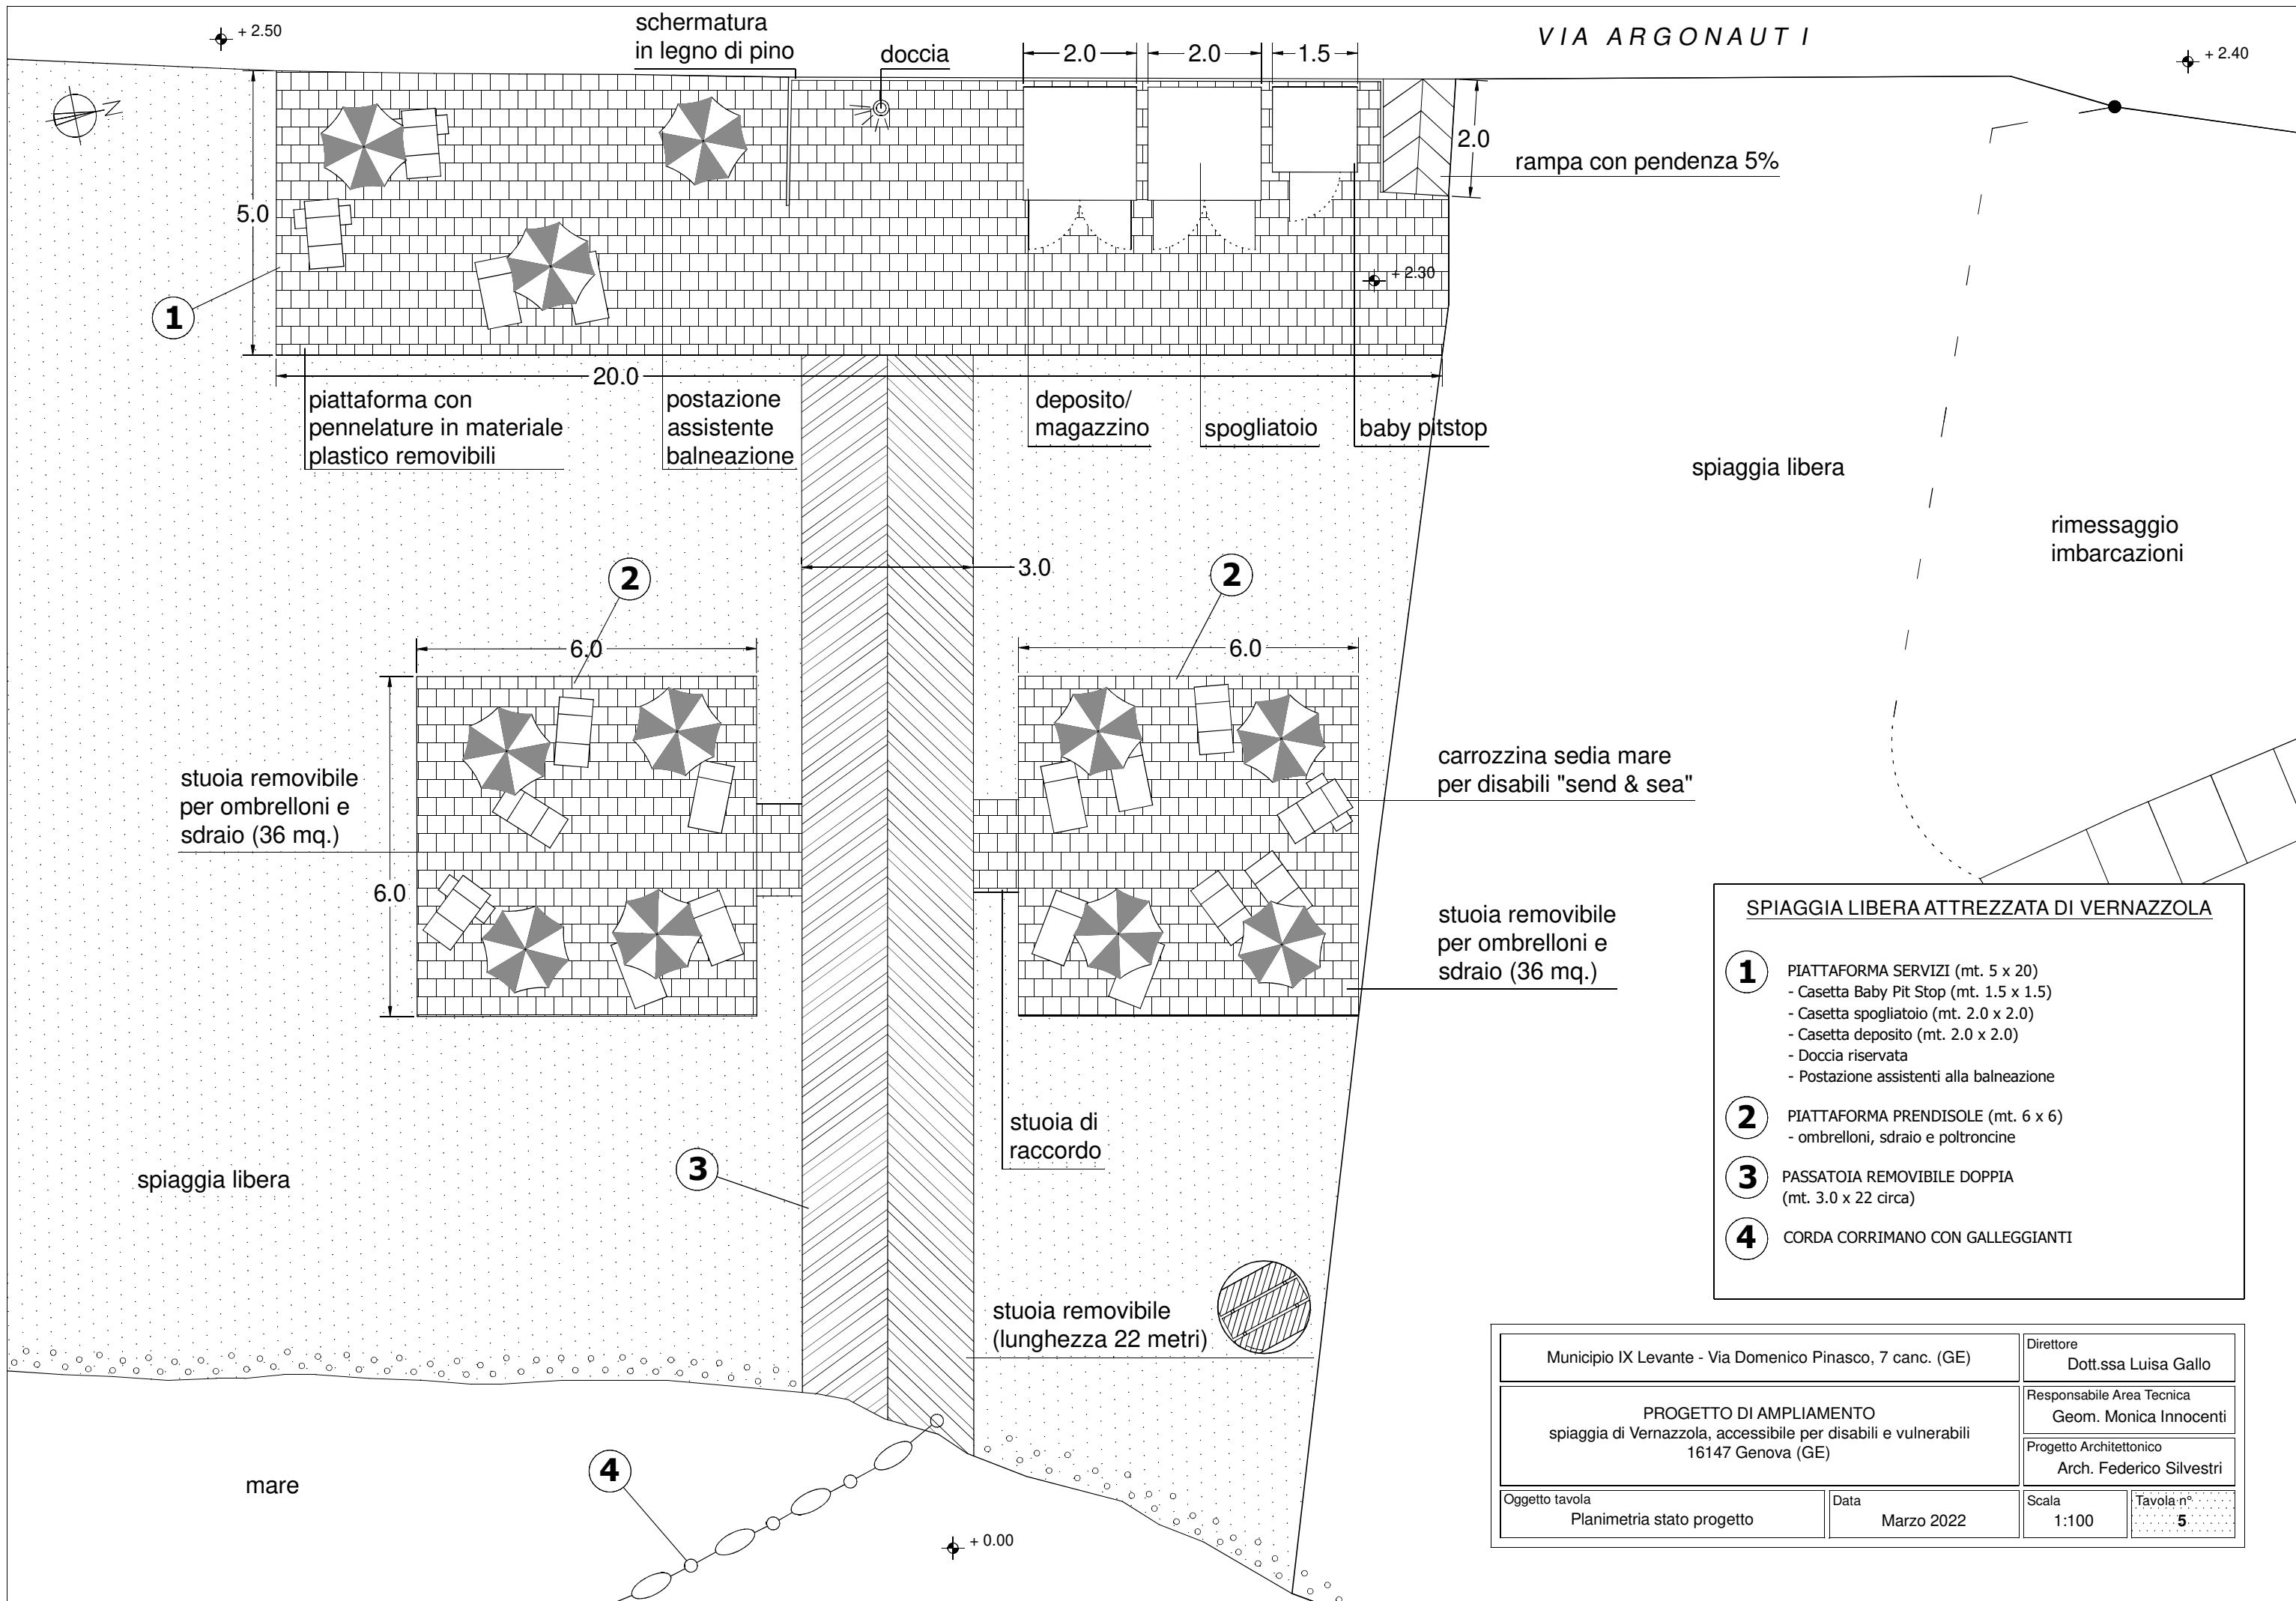 + 2.50
schermatura
in legno di pino
doccia
2.0
2.0
1.5
VIA ARGONAUTI
+ 2.40
N
2.0
rampa con pendenza 5%
5.0
1
+ 2.30
20.0
piattaforma con
pennelature in materiale
plastico removibili
postazione
assistente
balneazione
deposito/
magazzino
spogliatoio
baby pitstop
spiaggia libera
rimessaggio
imbarcazioni
3.0
2
2
6.0
6.0
stuoia removibile
per ombrelloni e
sdraio (36 mq.)
6.0
carrozzina sedia mare
per disabili "send & sea"
stuoia removibile
per ombrelloni e
sdraio (36 mq.)
stuoia di
raccordo
3
spiaggia libera
stuoia removibile
(lunghezza 22 metri)
mare
4
+ 0.00
SPIAGGIA LIBERA ATTREZZATA DI VERNAZZOLA
1 PIATTAFORMA SERVIZI (mt. 5 x 20)
- Casetta Baby Pit Stop (mt. 1.5 x 1.5)
- Casetta spogliatoio (mt. 2.0 x 2.0)
- Casetta deposito (mt. 2.0 x 2.0)
- Doccia riservata
- Postazione assistenti alla balneazione
2 PIATTAFORMA PRENDISOLE (mt. 6 x 6)
- ombrelloni, sdraio e poltroncine
3 PASSATOIA REMOVIBILE DOPPIA
(mt. 3.0 x 22 circa)
4 CORDA CORRIMANO CON GALLEGGIANTI
Municipio IX Levante - Via Domenico Pinasco, 7 canc. (GE)
Direttore
Dott.ssa Luisa Gallo
PROGETTO DI AMPLIAMENTO
spiaggia di Vernazzola, accessibile per disabili e vulnerabili
16147 Genova (GE)
Responsabile Area Tecnica
Geom. Monica Innocenti
Progetto Architettonico
Arch. Federico Silvestri
Oggetto tavola
Planimetria stato progetto
Data
Marzo 2022
Scala
1:100
Tavola n°
5